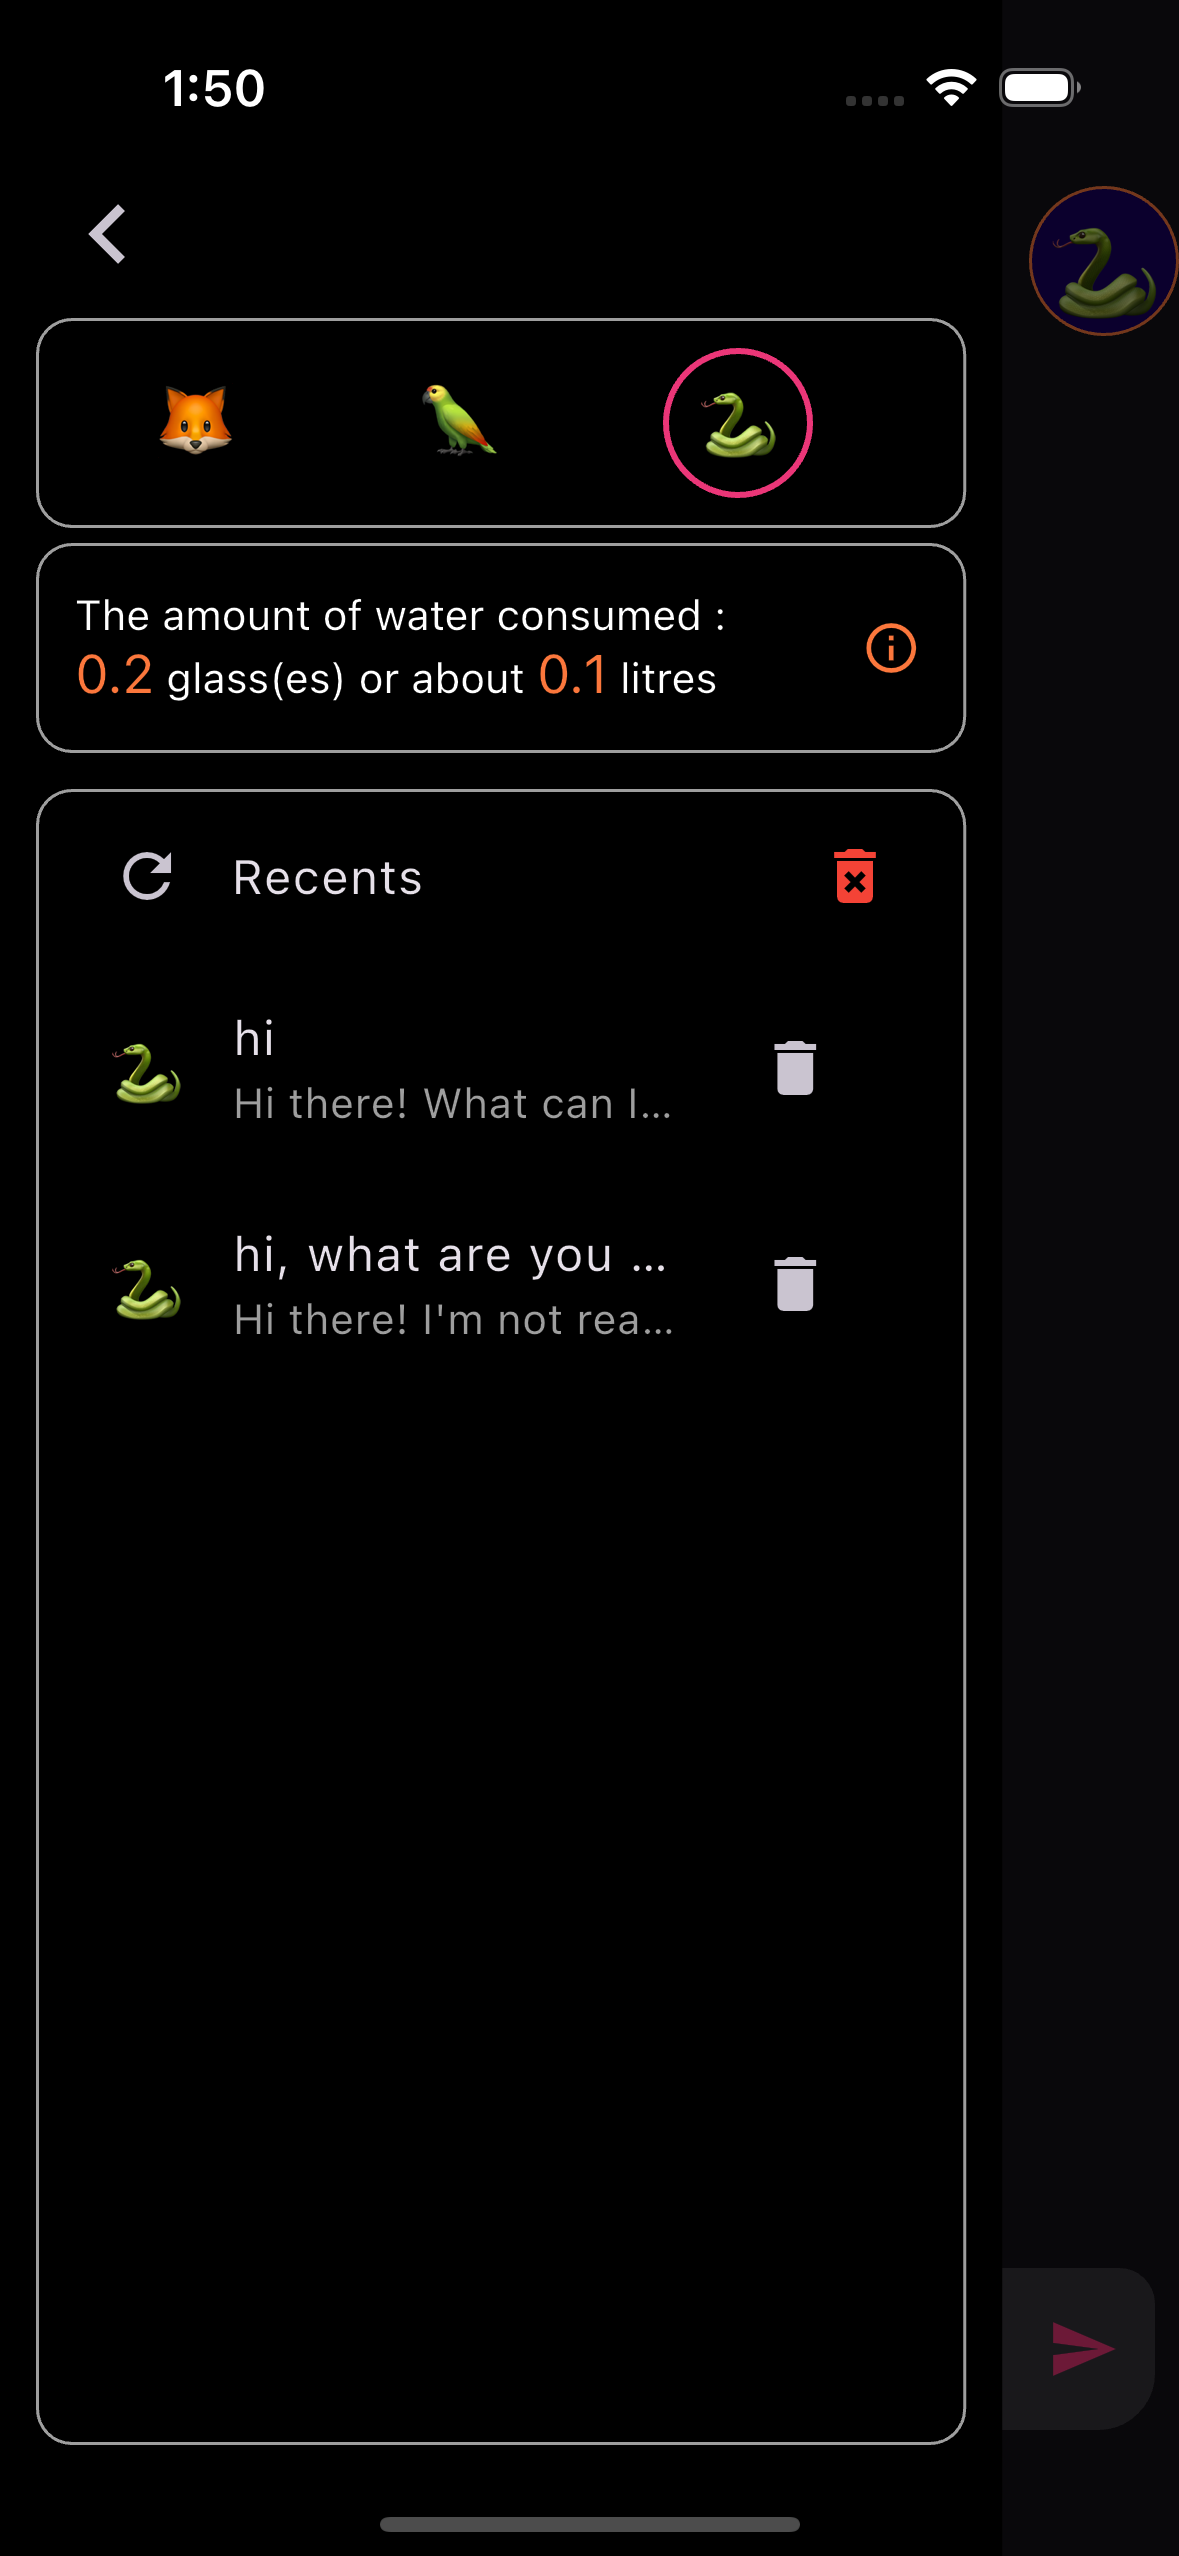 1:50
The amount of water consumed :
0.2 glass(es) or about 0.1 litres
Recents
hi
Hi there! What can I...
hi, what are you ...
Hi there! I'm not rea...